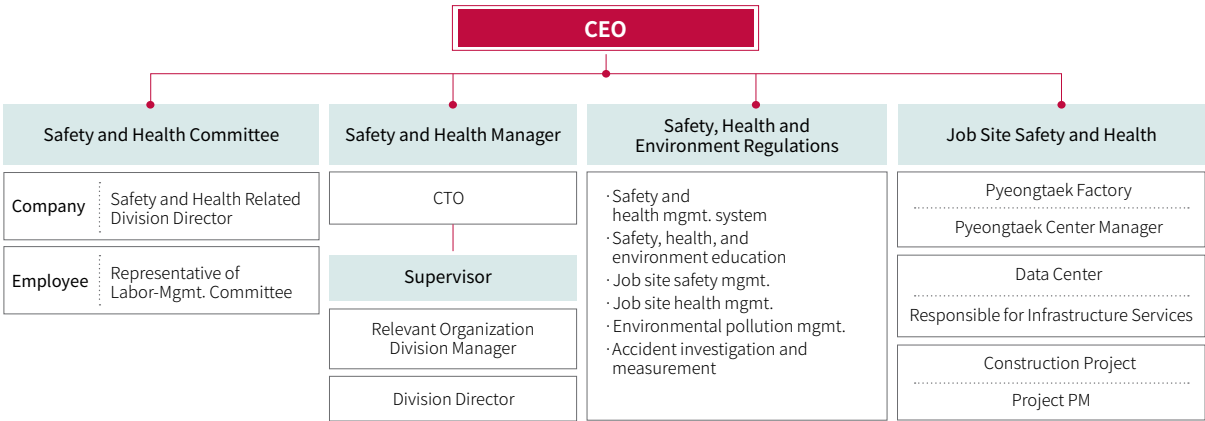 CEO
Safety and Health Committee
Company
Safety and Health Related
Division Director
Employee
Representative of
Labor-Mgmt. Committee
Safety and Health Manager
CTO
Supervisor
Relevant Organization
Division Manager
Division Director
Safety, Health and
Environment Regulations
·Safety and
health mgmt. system
·Safety, health, and
environment education
·Job site safety mgmt.
·Job site health mgmt.
·Environmental pollution mgmt.
·Accident investigation and
measurement
Job Site Safety and Health
Pyeongtaek Factory
Pyeongtaek Center Manager
Data Center
Responsible for Infrastructure Services
Construction Project
Project PM